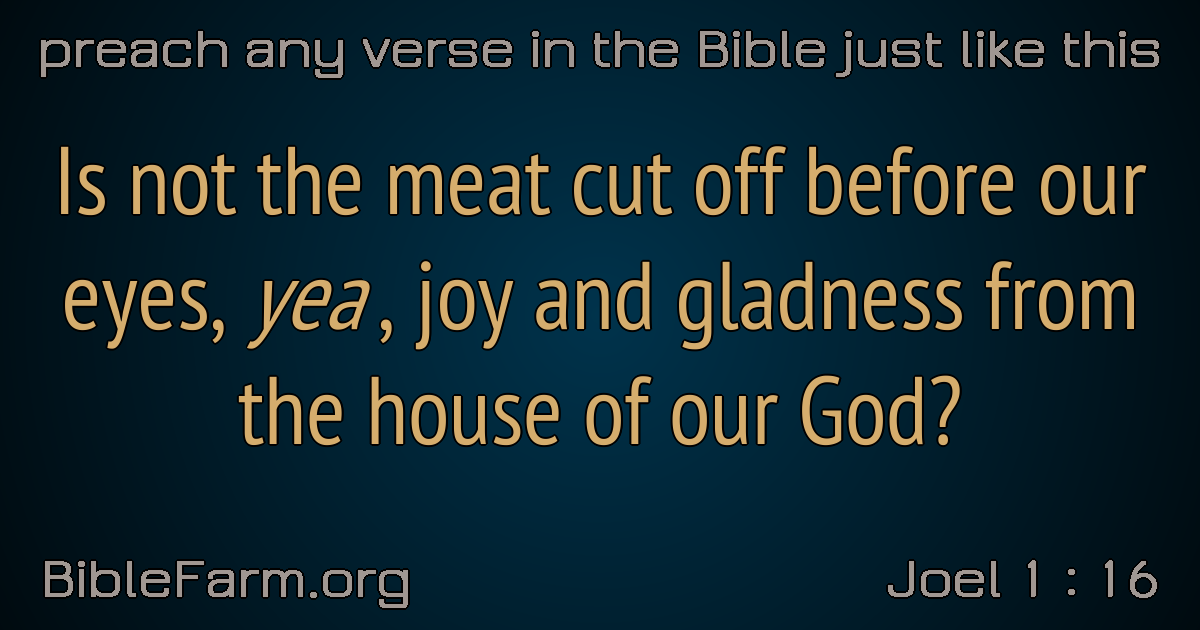 preach any verse in the Bible just like this
Is not the meat cut off before our
eyes, yea , joy and gladness from
the house of our God?
BibleFarm.org
Joel 1 : 16